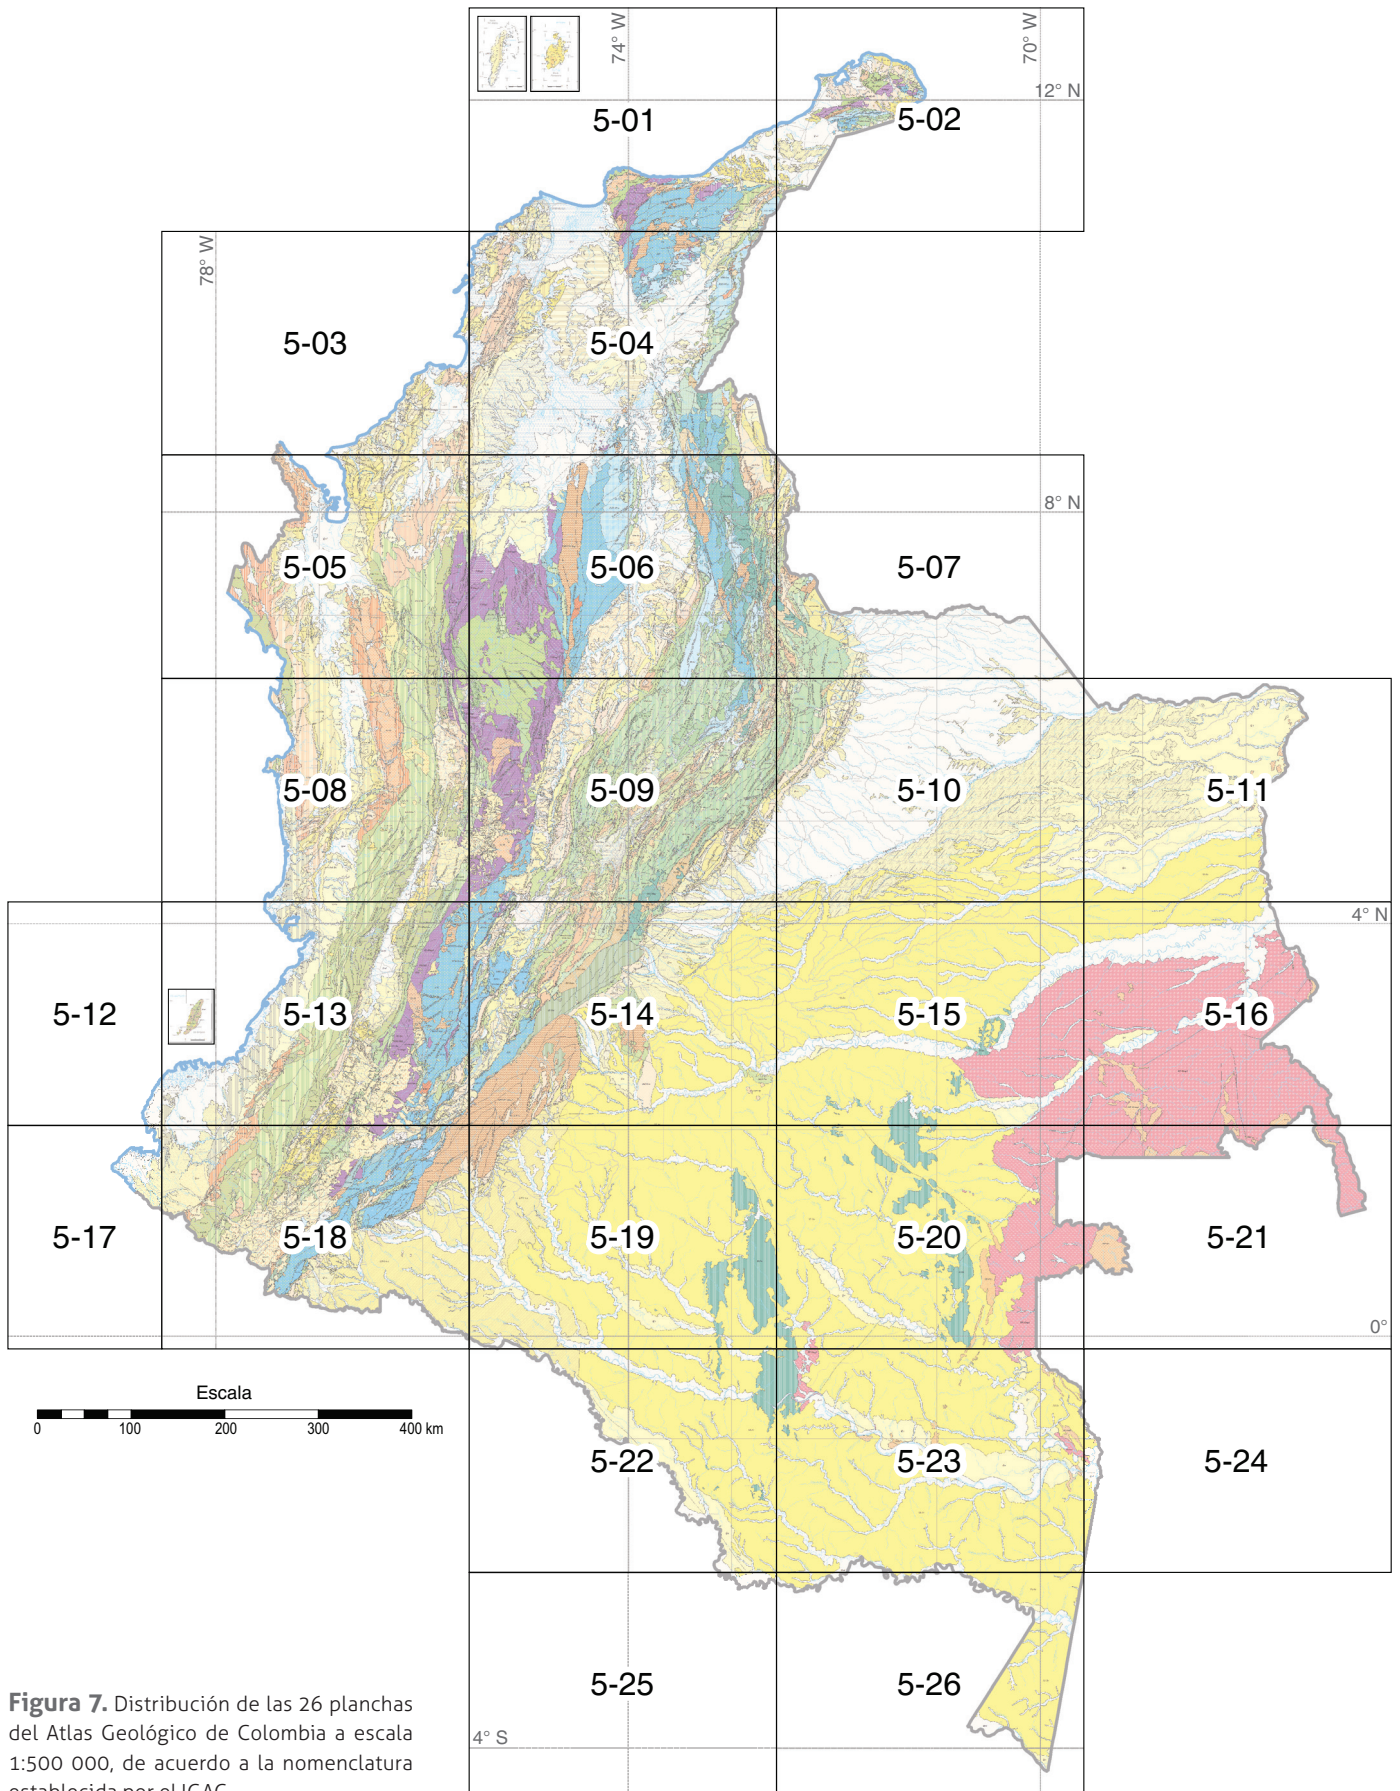 74° W
70° W
12° N
5-01
5-02
78° W
5-03
5-04
8° N
5-05
5-06
5-07
5-08
5-09
5-10
5-11
4° N
5-12
5-13
5-14
5-15
5-16
5-17
5-18
5-19
5-20
5-21
0°
Escala
0 100 200 300 400 km
5-22
5-23
5-24
5-25
5-26
4° S
Figura 7. Distribución de las 26 planchas
del Atlas Geológico de Colombia a escala
1:500 000, de acuerdo a la nomenclatura
establecida por el IGAC